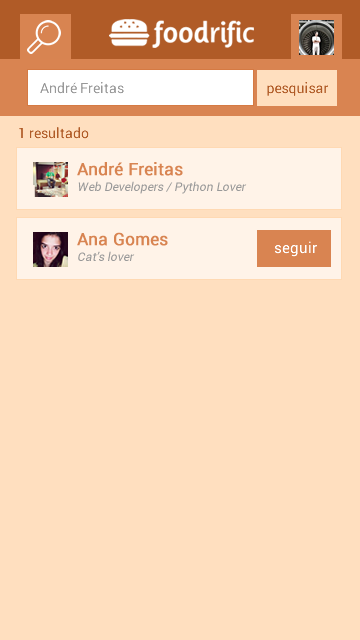 foodrific
André Freitas
pesquisar
1 resultado
André Freitas
Web Developers / Python Lover
Ana Gomes
Cat's lover
seguir